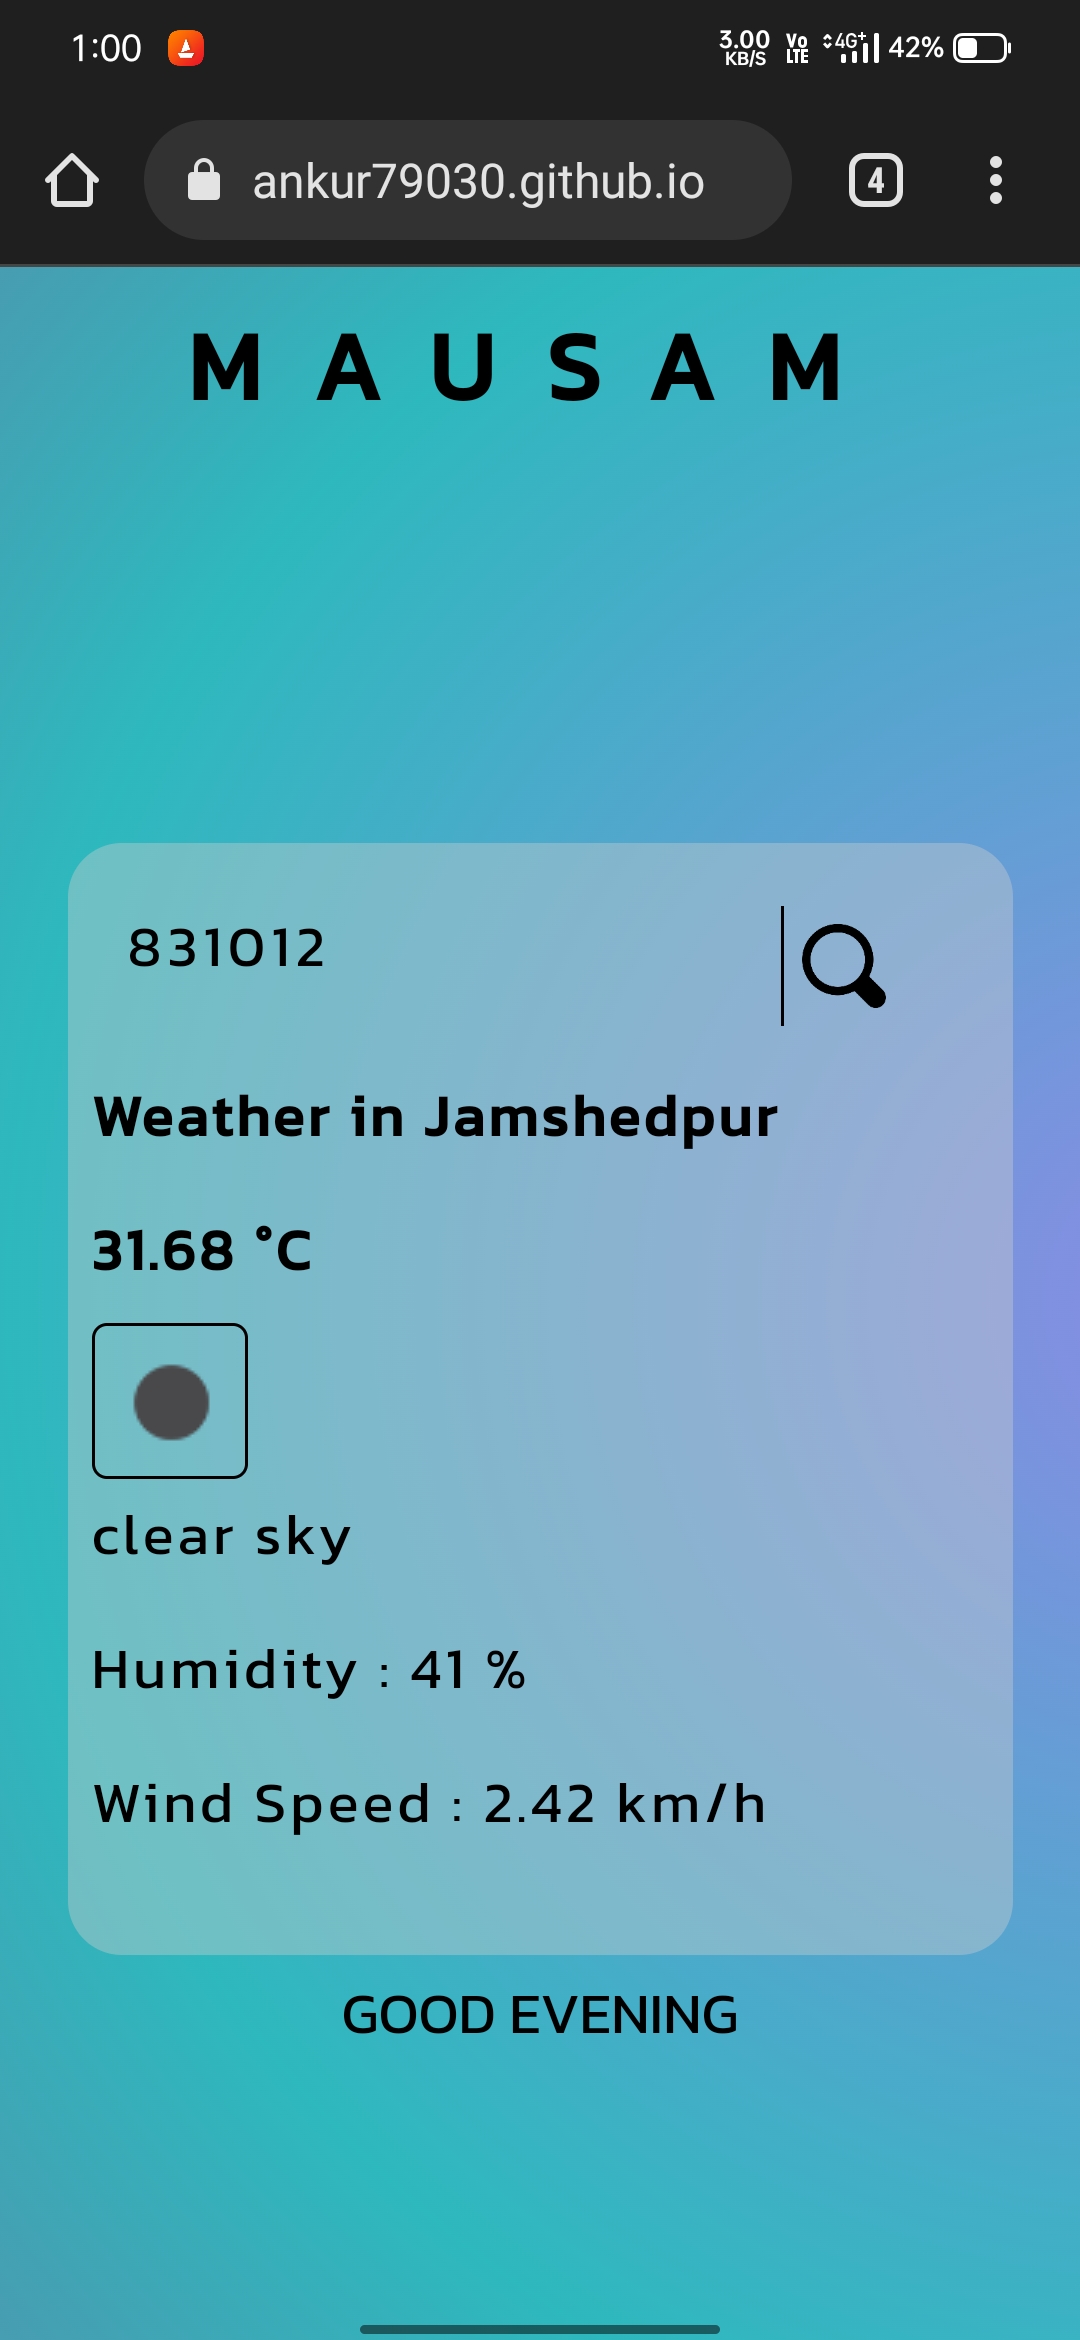 1:00 3.00 KB/S Vo LTE 4G+ 42%
ankur79030.github.io 4
MAUSAM
831012
Weather in Jamshedpur
31.68 °C
clear sky
Humidity : 41 %
Wind Speed : 2.42 km/h
GOOD EVENING